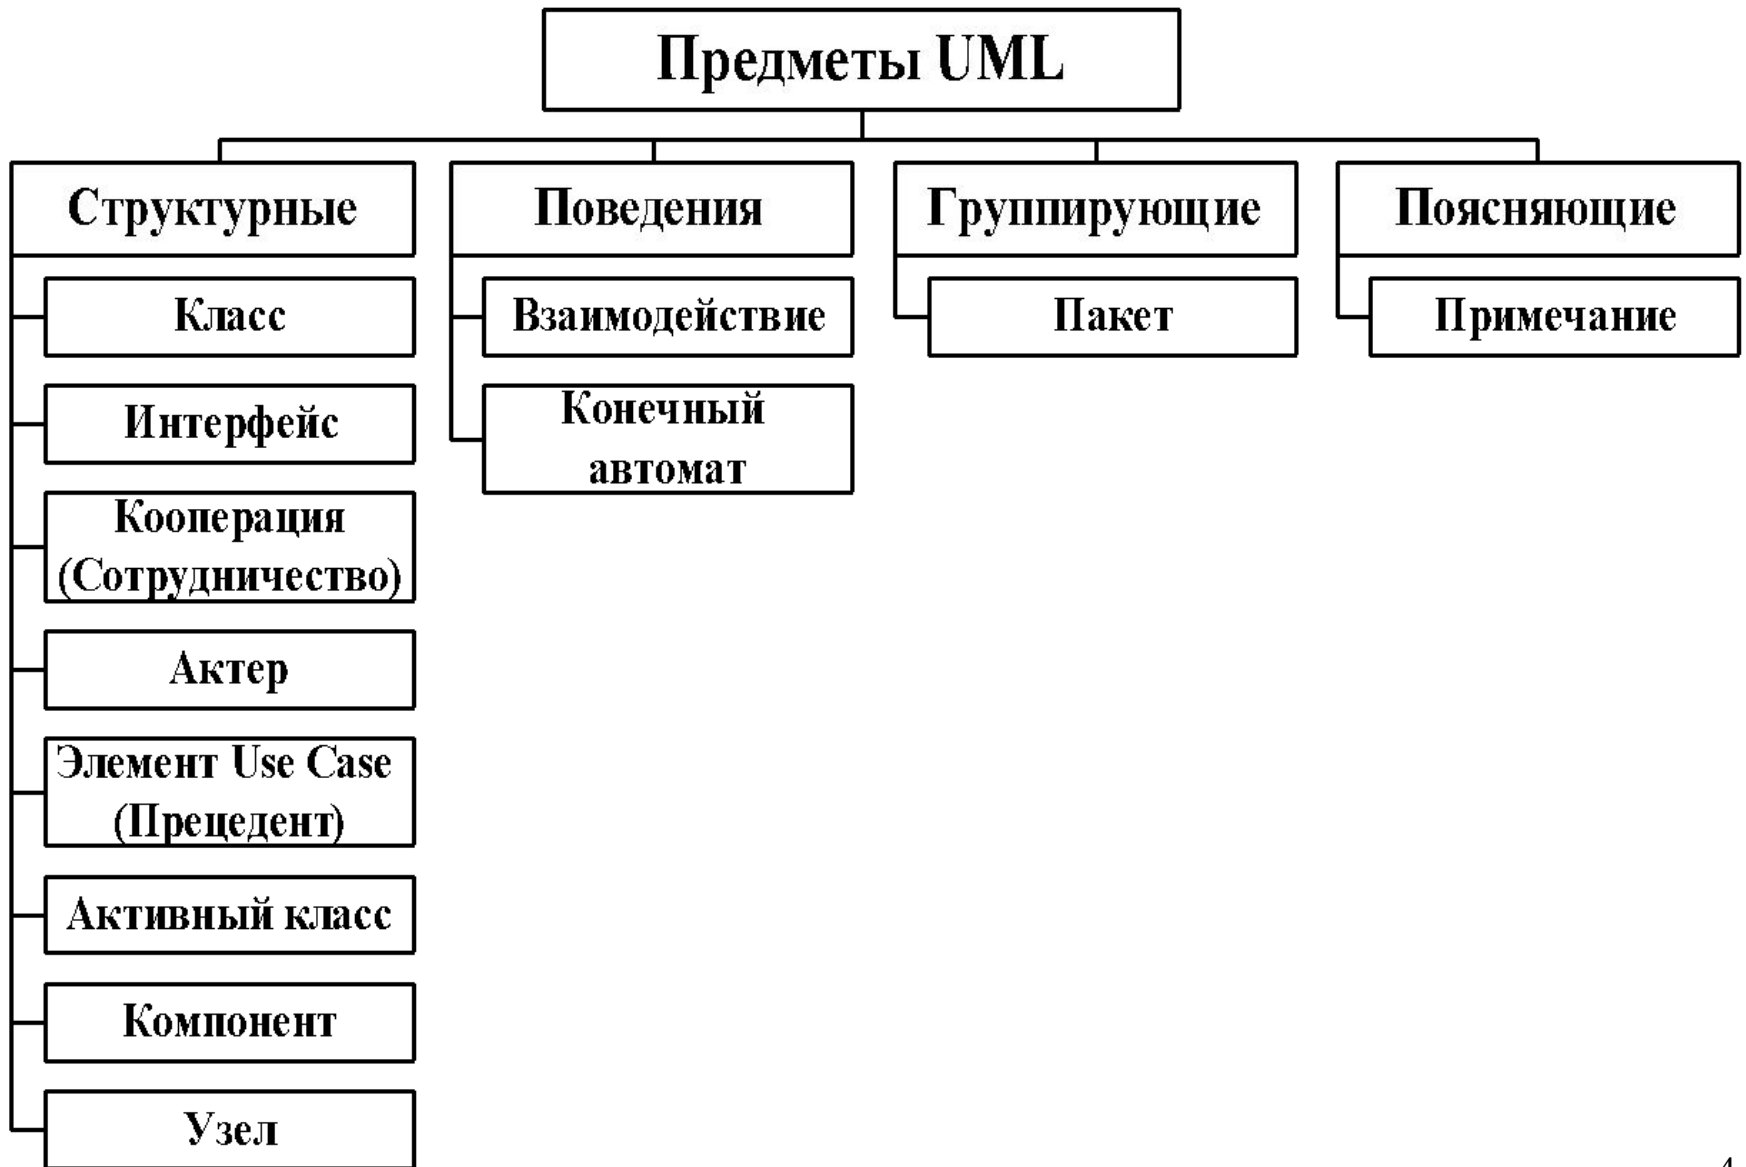 Предметы UML
Структурные
Класс
Интерфейс
Кооперация
(Сотрудничество)
Актер
Элемент Use Case
(Прецедент)
Активный класс
Компонент
Узел
Поведения
Взаимодействие
Конечный
автомат
Группирующие
Пакет
Поясняющие
Примечание
4